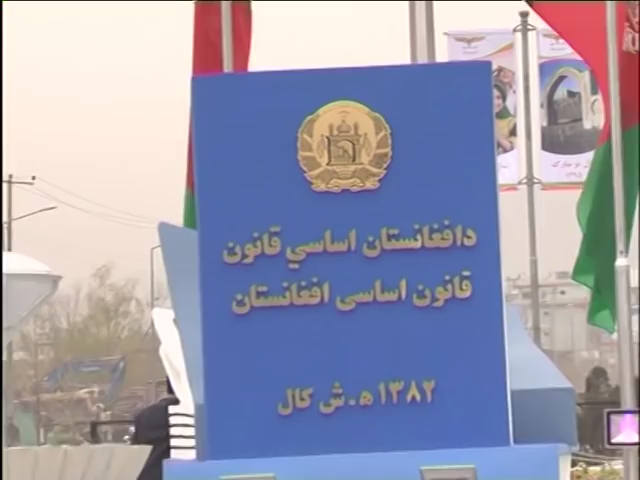 دافغانستان اساسي قانون
قانون اساسی افغانستان
۱۳۸۲ ه‍ .ش کال